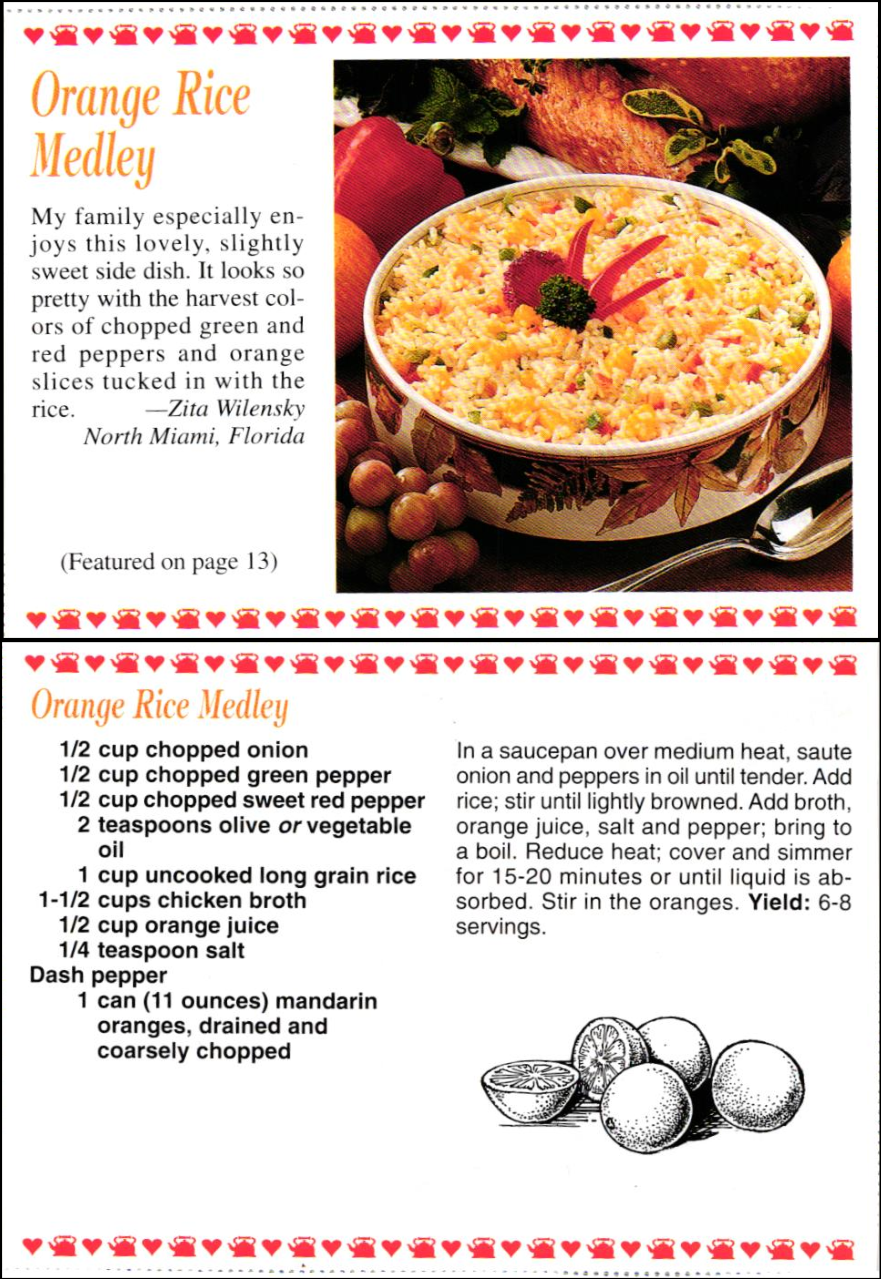 Orange Rice
Medley
My family especially en-
joys this lovely, slightly
sweet side dish. It looks so
pretty with the harvest col-
ors of chopped green and
red peppers and orange
slices tucked in with the
rice. —Zita Wilensky
North Miami, Florida
(Featured on page 13)
Orange Rice Medley
1/2 cup chopped onion
1/2 cup chopped green pepper
1/2 cup chopped sweet red pepper
2 teaspoons olive or vegetable
oil
1 cup uncooked long grain rice
1-1/2 cups chicken broth
1/2 cup orange juice
1/4 teaspoon salt
Dash pepper
1 can (11 ounces) mandarin
oranges, drained and
coarsely chopped
In a saucepan over medium heat, saute
onion and peppers in oil until tender. Add
rice; stir until lightly browned. Add broth,
orange juice, salt and pepper; bring to
a boil. Reduce heat; cover and simmer
for 15-20 minutes or until liquid is ab-
sorbed. Stir in the oranges. Yield: 6-8
servings.